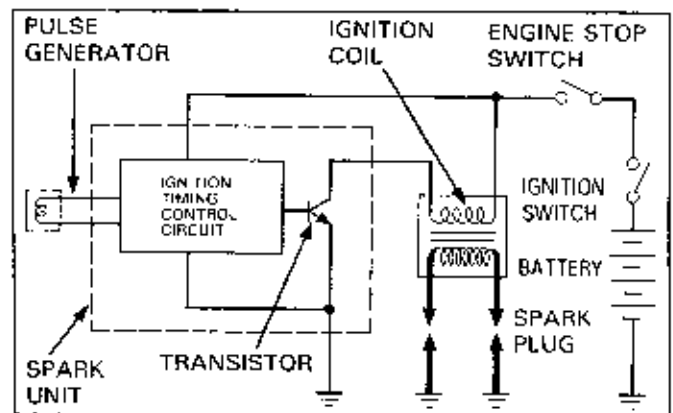 PULSE
GENERATOR
IGNITION
COIL
ENGINE STOP
SWITCH
IGNITION
TIMING
CONTROL
CIRCUIT
IGNITION
SWITCH
BATTERY
SPARK
PLUG
TRANSISTOR
SPARK
UNIT